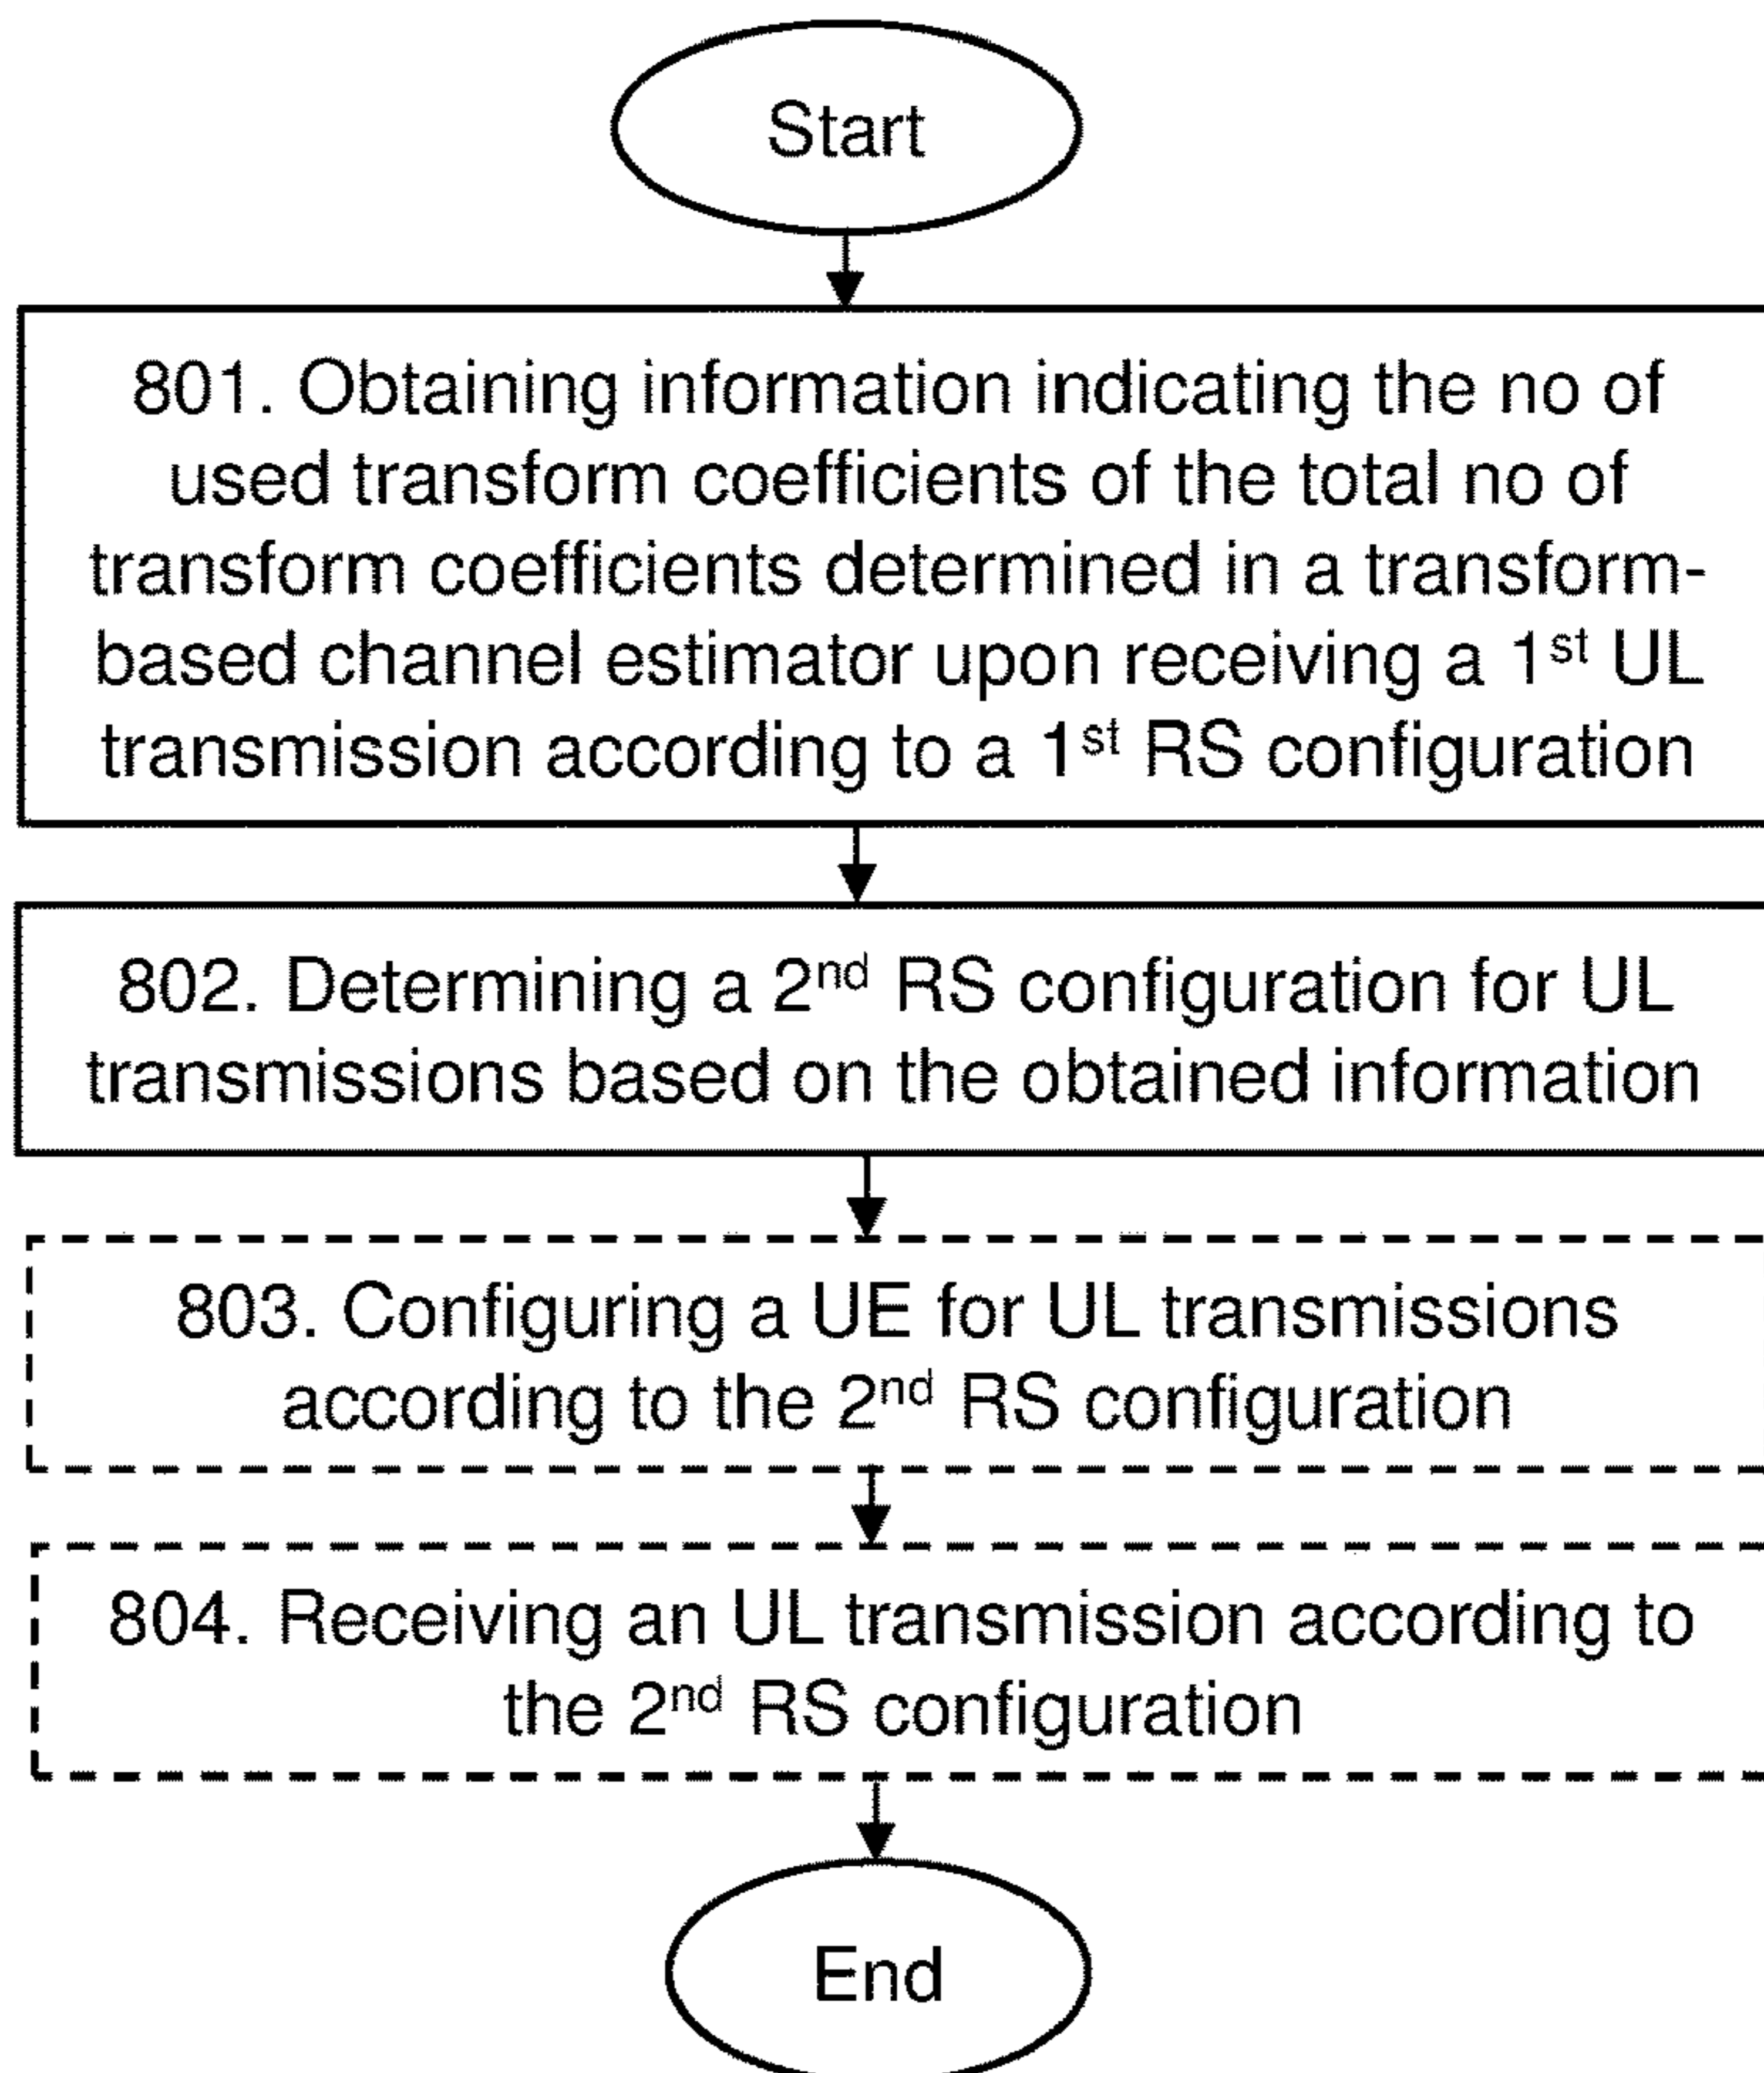 Start
801. Obtaining information indicating the no of
used transform coefficients of the total no of
transform coefficients determined in a transform-
based channel estimator upon receiving a 1st UL
transmission according to a 1st RS configuration
802. Determining a 2nd RS configuration for UL
transmissions based on the obtained information
803. Configuring a UE for UL transmissions
according to the 2nd RS configuration
804. Receiving an UL transmission according to
the 2nd RS configuration
End